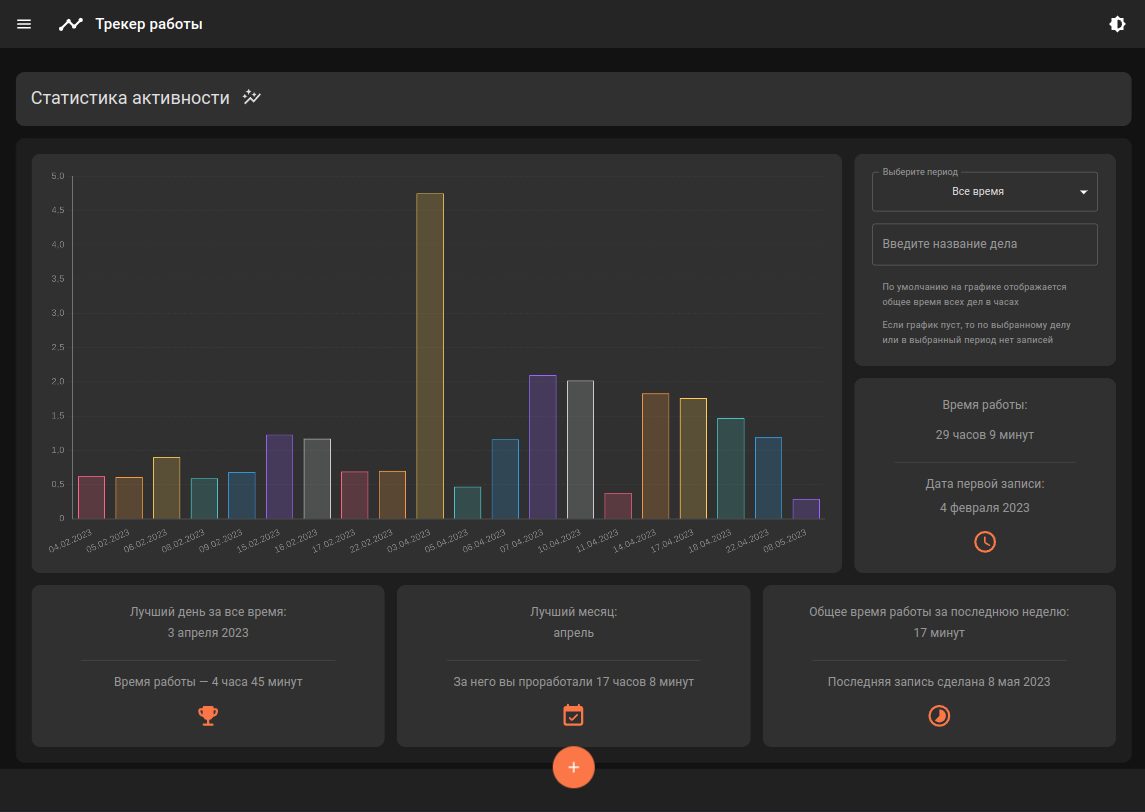 Трекер работы
Статистика активности
5.0
4.5
4.0
3.5
3.0
2.5
2.0
1.5
1.0
0.5
0
04.02.2023
05.02.2023
06.02.2023
08.02.2023
09.02.2023
15.02.2023
16.02.2023
17.02.2023
22.02.2023
03.04.2023
05.04.2023
06.04.2023
07.04.2023
10.04.2023
11.04.2023
14.04.2023
17.04.2023
18.04.2023
22.04.2023
08.05.2023
Выберите период
Все время
Введите название дела
По умолчанию на графике отображается
общее время всех дел в часах
Если график пуст, то по выбранному делу
или в выбранный период нет записей
Время работы:
29 часов 9 минут
Дата первой записи:
4 февраля 2023
Лучший день за все время:
3 апреля 2023
Время работы — 4 часа 45 минут
Лучший месяц:
апрель
За него вы проработали 17 часов 8 минут
Общее время работы за последнюю неделю:
17 минут
Последняя запись сделана 8 мая 2023